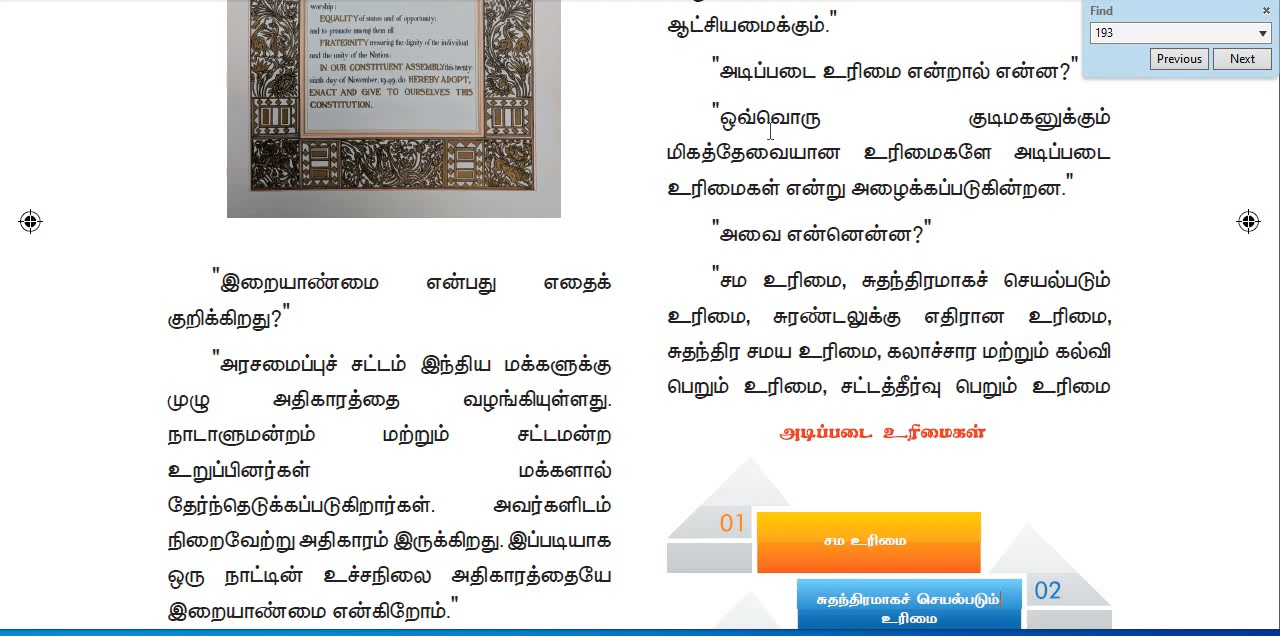 worship;
EQUALITY of status and of opportunity;
and to promote among them all
FRATERNITY assuring the dignity of the individual
and the unity of the Nation;
IN OUR CONSTITUENT ASSEMBLY this twenty-
sixth day of November, 1949, do HEREBY ADOPT,
ENACT AND GIVE TO OURSELVES THIS
CONSTITUTION.
"இறையாண்மை என்பது எதைக்
குறிக்கிறது?"
"அரசமைப்புச் சட்டம் இந்திய மக்களுக்கு
முழு அதிகாரத்தை வழங்கியுள்ளது.
நாடாளுமன்றம் மற்றும் சட்டமன்ற
உறுப்பினர்கள் மக்களால்
தேர்ந்தெடுக்கப்படுகிறார்கள். அவர்களிடம்
நிறைவேற்று அதிகாரம் இருக்கிறது. இப்படியாக
ஒரு நாட்டின் உச்சநிலை அதிகாரத்தையே
இறையாண்மை என்கிறோம்."
ஆட்சியமைக்கும்."
"அடிப்படை உரிமை என்றால் என்ன?"
"ஒவ்வொரு குடிமகனுக்கும்
மிகத்தேவையான உரிமைகளே அடிப்படை
உரிமைகள் என்று அழைக்கப்படுகின்றன."
"அவை என்னென்ன?"
"சம உரிமை, சுதந்திரமாகச் செயல்படும்
உரிமை, சுரண்டலுக்கு எதிரான உரிமை,
சுதந்திர சமய உரிமை, கலாச்சார மற்றும் கல்வி
பெறும் உரிமை, சட்டத்தீர்வு பெறும் உரிமை
அடிப்படை உரிமைகள்
01
சம உரிமை
சுதந்திரமாகச் செயல்படும்
உரிமை
02
Find
193
Previous Next